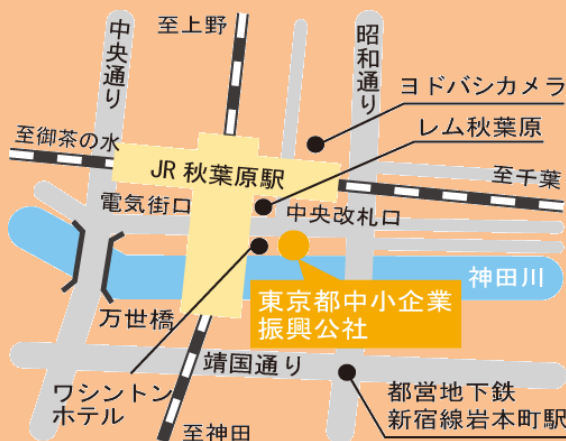 至上野
中央通り
昭和通り
ヨドバシカメラ
レム秋葉原
至御茶の水
JR秋葉原駅
至千葉
電気街口
中央改札口
神田川
東京都中小企業
振興公社
万世橋
靖国通り
ワシントン
ホテル
都営地下鉄
新宿線岩本町駅
至神田